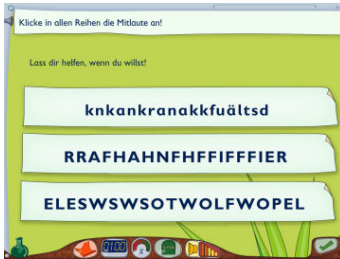 Klicke in allen Reihen die Mitlaute an!
Lass dir helfen, wenn du willst!
knkankranakkfuältsd
RRAFHAHNFHFFIFFFIER
ELESWSWSOTWOLFWOPEL